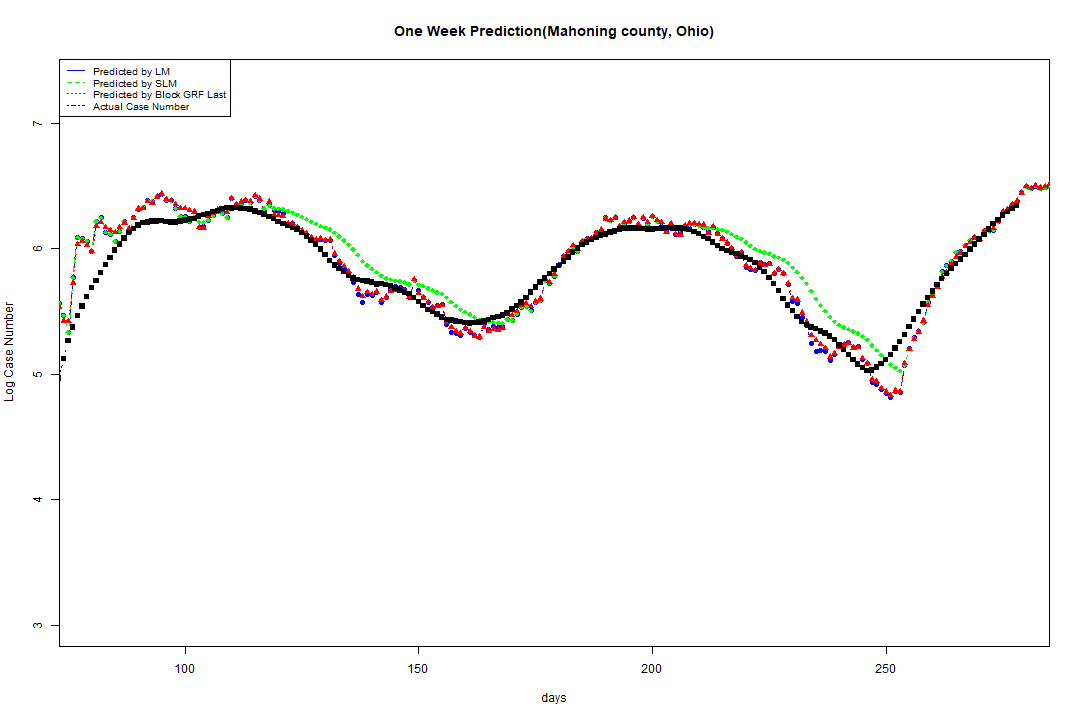 One Week Prediction(Mahoning county, Ohio)
Predicted by LM
Predicted by SLM
Predicted by Block GRF Last
Actual Case Number
7
6
5
4
3
Log Case Number
100 150 200 250
days